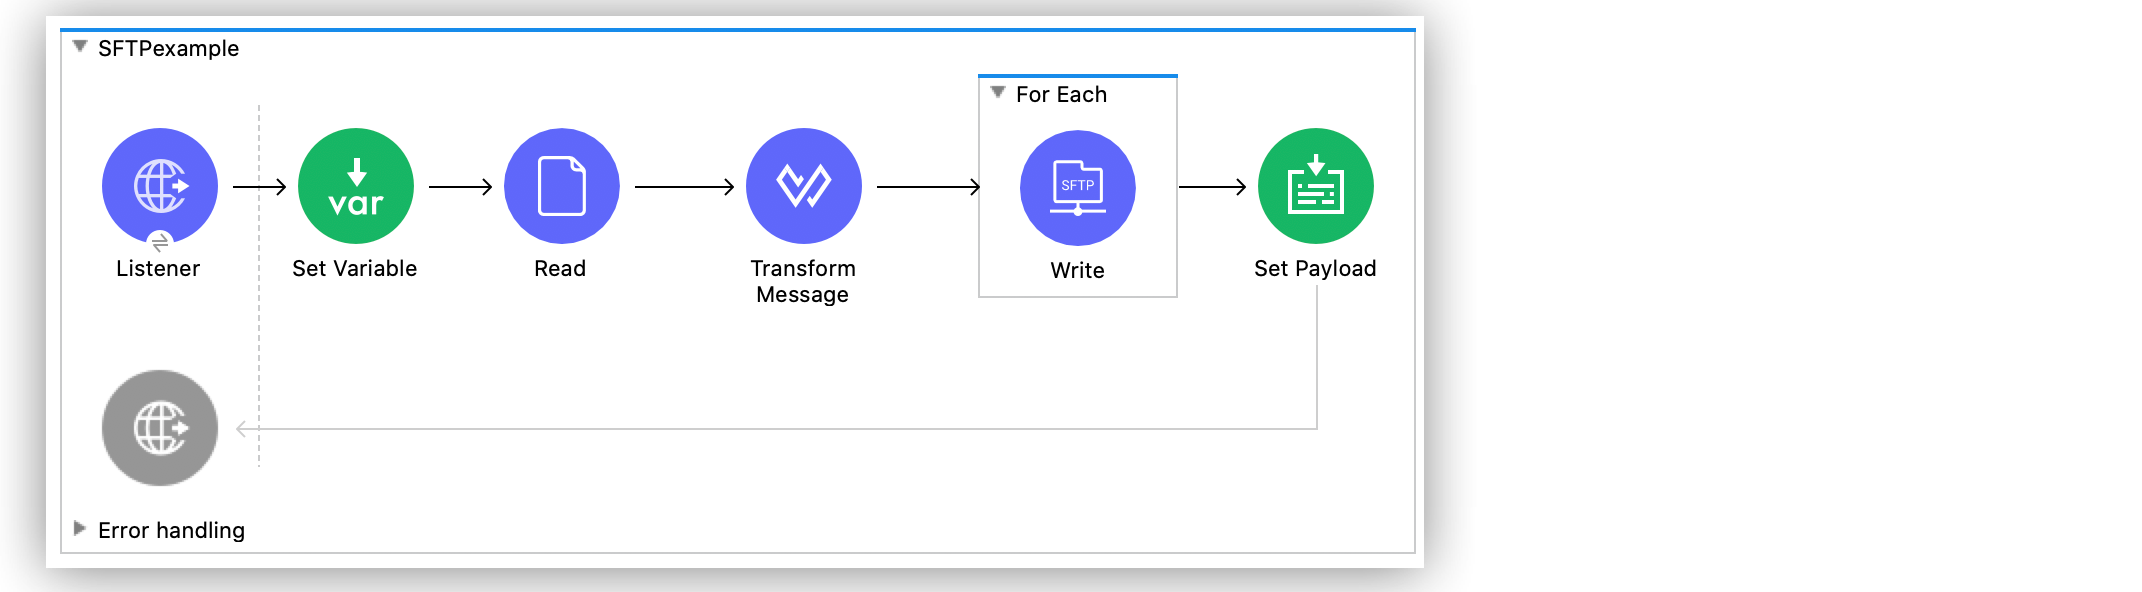 SFTPexample
For Each
var
SFTP
Listener
Set Variable
Read
Transform
Message
Write
Set Payload
Error handling